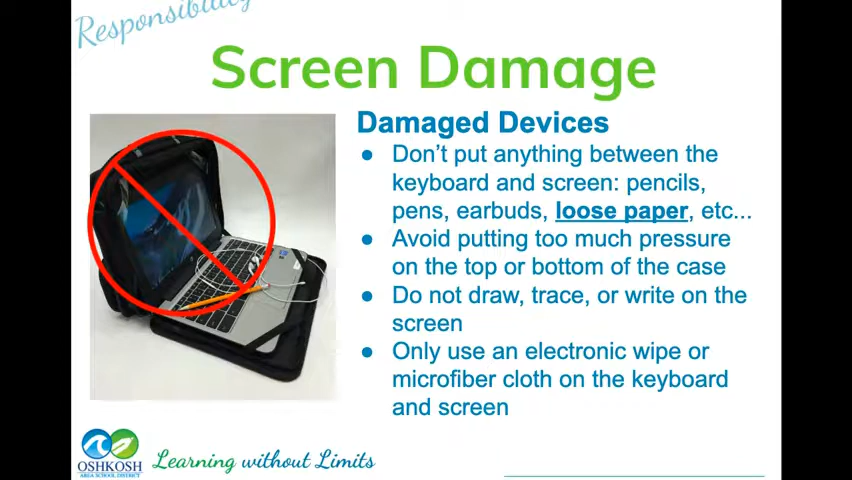 Responsibility
Screen Damage
Damaged Devices
● Don’t put anything between the
keyboard and screen: pencils,
pens, earbuds, loose paper, etc...
● Avoid putting too much pressure
on the top or bottom of the case
● Do not draw, trace, or write on the
screen
● Only use an electronic wipe or
microfiber cloth on the keyboard
and screen
OSHKOSH
AREA SCHOOL DISTRICT
Learning without Limits